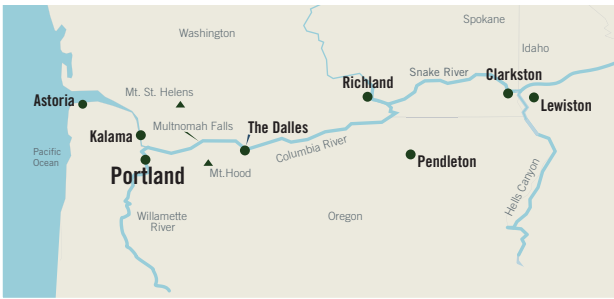 Spokane
Washington
Idaho
Snake River
Clarkston
Richland
Mt. St. Helens
Astoria
Lewiston
Multnomah Falls
The Dalles
Kalama
Columbia River
Pacific
Ocean
Pendleton
Portland
Mt.Hood
Hells Canyon
Willamette
River
Oregon